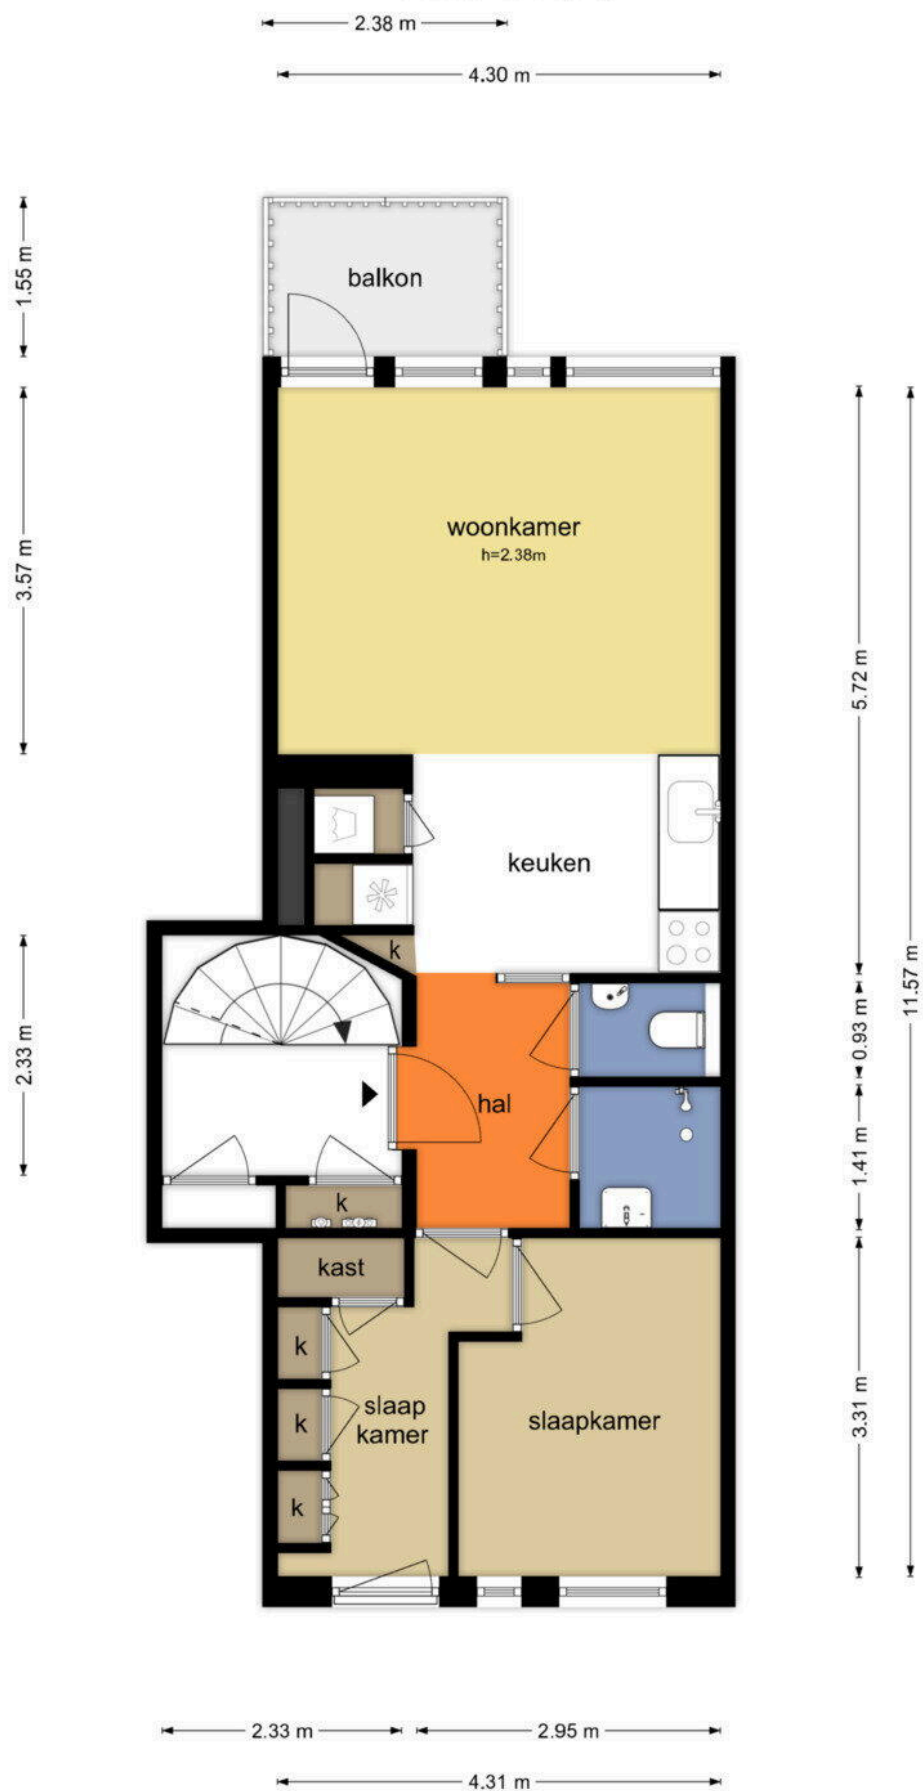 2.38 m
4.30 m
1.55 m
balkon
3.57 m
woonkamer
h=2.38m
5.72 m
11.57 m
keuken
k
2.33 m
0.93 m
hal
1.41 m
k
kast
k
k
slaap
kamer
slaapkamer
3.31 m
k
2.33 m
2.95 m
4.31 m